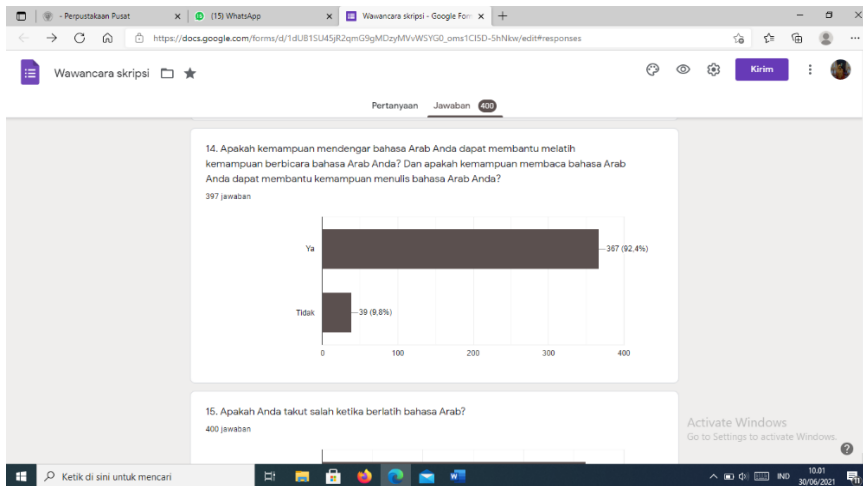 - Perpustakaan Pusat
(15) WhatsApp
Wawancara skripsi - Google Form
https://docs.google.com/forms/d/1dU81SU45jR2qmG9gMDzyMVvWSYG0_oms1CI5D-5hNkw/edit#responses
Wawancara skripsi
Kirim
Pertanyaan Jawaban 400
14. Apakah kemampuan mendengar bahasa Arab Anda dapat membantu melatih
kemampuan berbicara bahasa Arab Anda? Dan apakah kemampuan membaca bahasa Arab
Anda dapat membantu kemampuan menulis bahasa Arab Anda?
397 jawaban
Ya
367 (92,4%)
Tidak
39 (9,8%)
0 100 200 300 400
15. Apakah Anda takut salah ketika berlatih bahasa Arab?
400 jawaban
Activate Windows
Go to Settings to activate Windows.
Ketik di sini untuk mencari
IND
10.01
30/06/2021